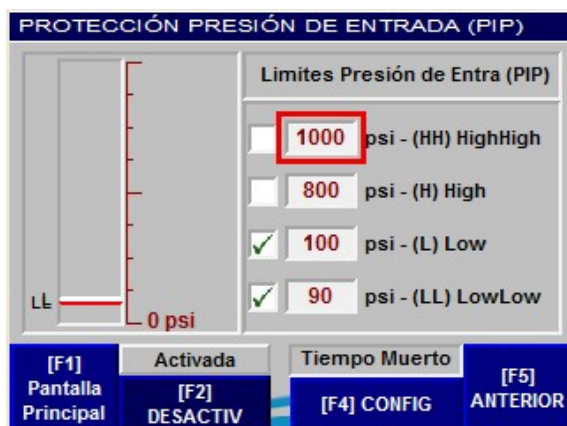 PROTECCIÓN PRESIÓN DE ENTRADA (PIP)
Limites Presión de Entra (PIP)
1000 psi - (HH) HighHigh
800 psi - (H) High
100 psi - (L) Low
90 psi - (LL) LowLow
LL
L
0 psi
[F1]
Pantalla
Principal
Activada
[F2]
DESACTIV
Tiempo Muerto
[F4] CONFIG
[F5]
ANTERIOR